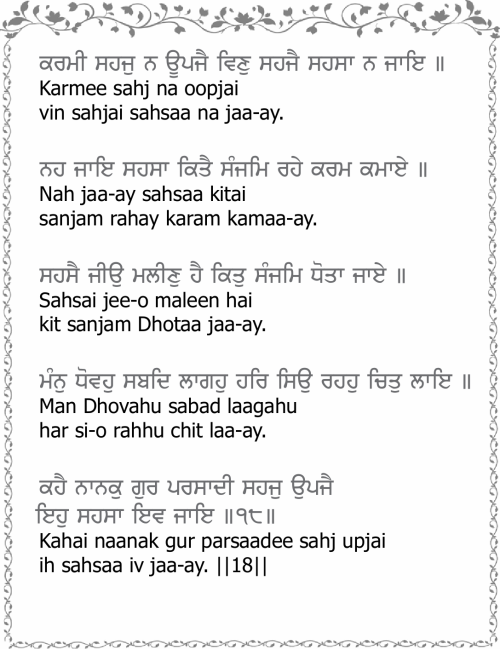 ਕਰਮੀ ਸਹਜੁ ਨ ਊਪਜੈ ਵਿਣੁ ਸਹਜੈ ਸਹਸਾ ਨ ਜਾਇ ॥
Karmee sahj na oopjai
vin sahjai sahsaa na jaa-ay.
ਨਹ ਜਾਇ ਸਹਸਾ ਕਿਤੈ ਸੰਜਮਿ ਰਹੇ ਕਰਮ ਕਮਾਏ ॥
Nah jaa-ay sahsaa kitai
sanjam rahay karam kamaa-ay.
ਸਹਸੈ ਜੀਉ ਮਲੀਣੁ ਹੈ ਕਿਤੁ ਸੰਜਮਿ ਧੋਤਾ ਜਾਏ ॥
Sahsai jee-o maleen hai
kit sanjam Dhotaa jaa-ay.
ਮੰਨੁ ਧੋਵਹੁ ਸਬਦਿ ਲਾਗਹੁ ਹਰਿ ਸਿਉ ਰਹਹੁ ਚਿਤੁ ਲਾਇ ॥
Man Dhovahu sabad laagahu
har si-o rahhu chit laa-ay.
ਕਹੈ ਨਾਨਕੁ ਗੁਰ ਪਰਸਾਦੀ ਸਹਜੁ ਉਪਜੈ
ਇਹੁ ਸਹਸਾ ਇਵ ਜਾਇ ॥੧੮॥
Kahai naanak gur parsaadee sahj upjai
ih sahsaa iv jaa-ay. ||18||